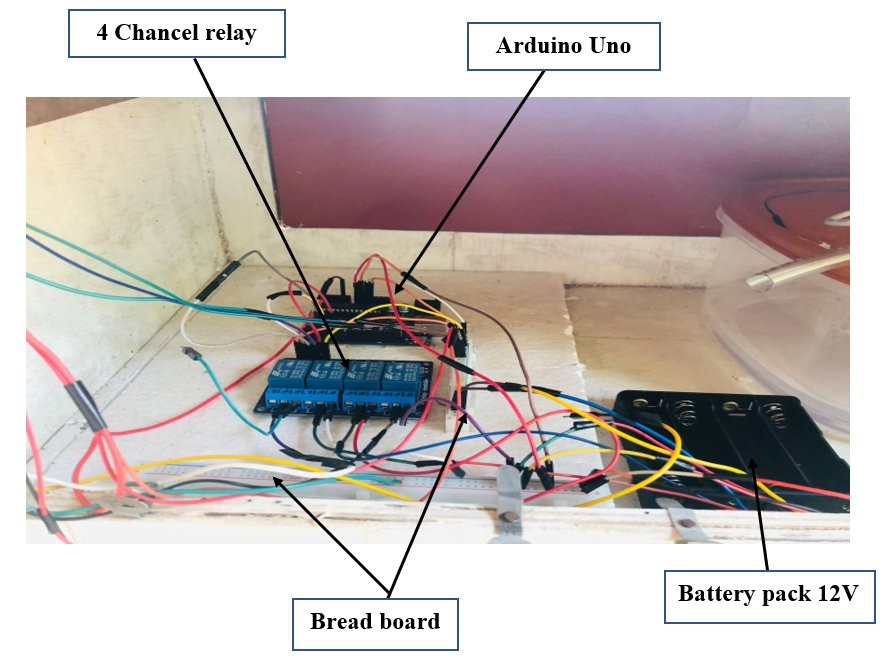 4 Chancel relay
Arduino Uno
Bread board
Battery pack 12V